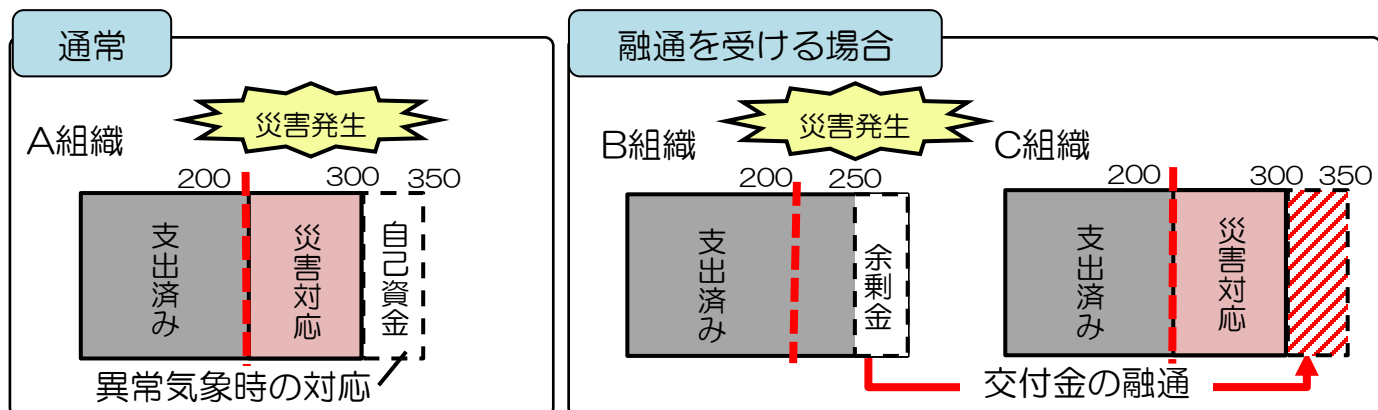 通常
災害発生
A組織
200
300
350
支出済み
災害対応
自己資金
異常気象時の対応
融通を受ける場合
災害発生
B組織
200
250
支出済み
余剰金
C組織
200
300
350
支出済み
災害対応
交付金の融通